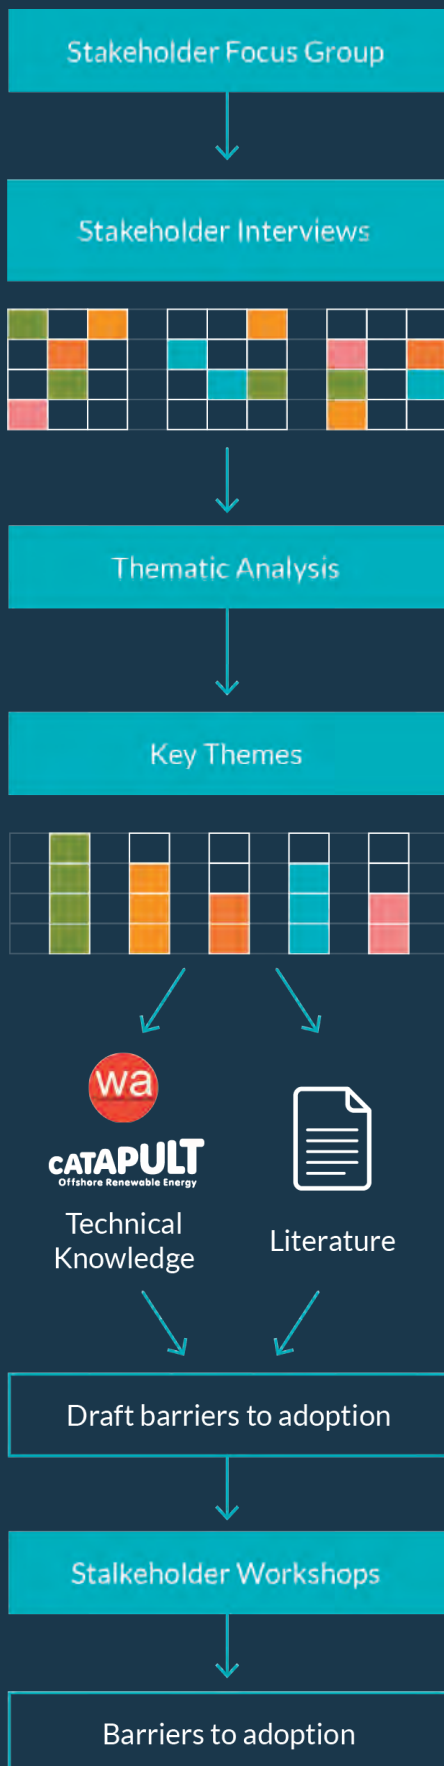 Stakeholder Focus Group
Stakeholder Interviews
Thematic Analysis
Key Themes
wa
CATAPULT
Offshore Renewable Energy
Technical
Knowledge
Literature
Draft barriers to adoption
Stalkeholder Workshops
Barriers to adoption